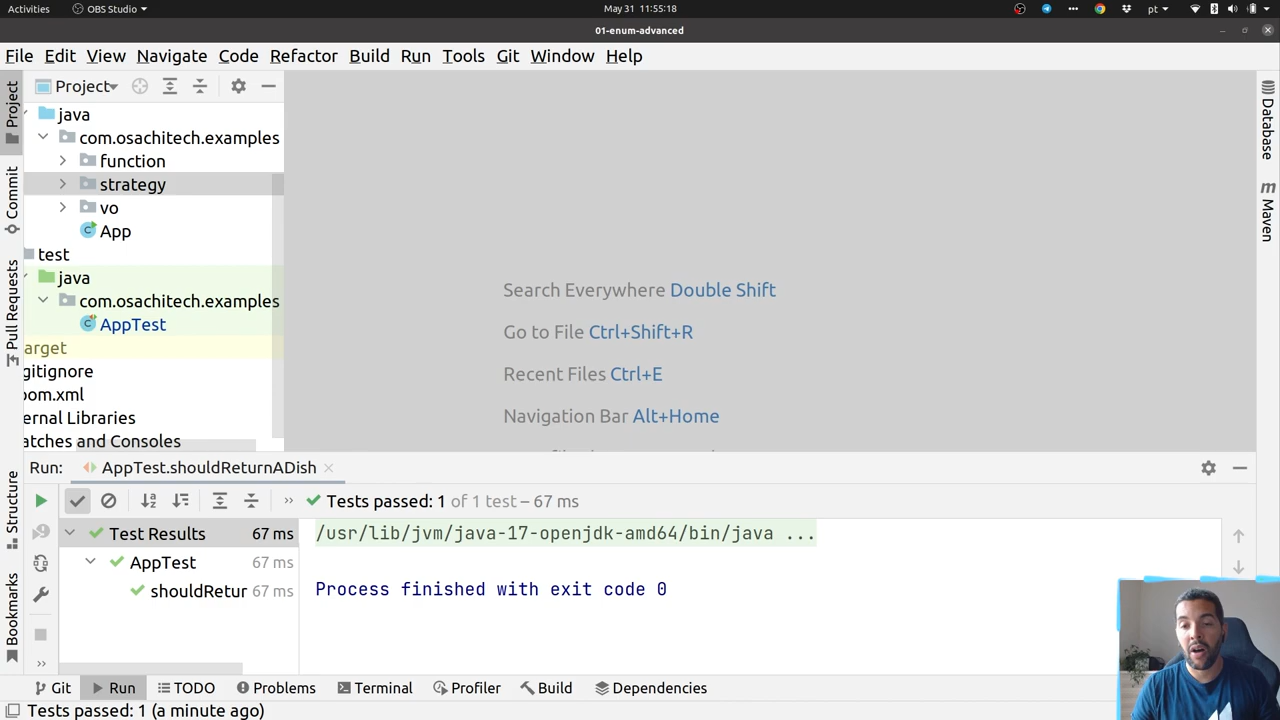 Activities
OBS Studio
May 31 11:55:18
pt
01-enum-advanced
File Edit View Navigate Code Refactor Build Run Tools Git Window Help
Project
java
com.osachitech.examples
function
strategy
vo
App
test
java
com.osachitech.examples
AppTest
arget
gitignore
oom.xml
ernal Libraries
atches and Consoles
Project
Commit
Pull Requests
Structure
Bookmarks
Search Everywhere Double Shift
Go to File Ctrl+Shift+R
Recent Files Ctrl+E
Navigation Bar Alt+Home
Database
Maven
Run: AppTest.shouldReturnADish
Tests passed: 1 of 1 test – 67 ms
Test Results 67 ms
AppTest 67 ms
shouldRetur 67 ms
/usr/lib/jvm/java-17-openjdk-amd64/bin/java ...
Process finished with exit code 0
Git Run TODO Problems Terminal Profiler Build Dependencies
Tests passed: 1 (a minute ago)